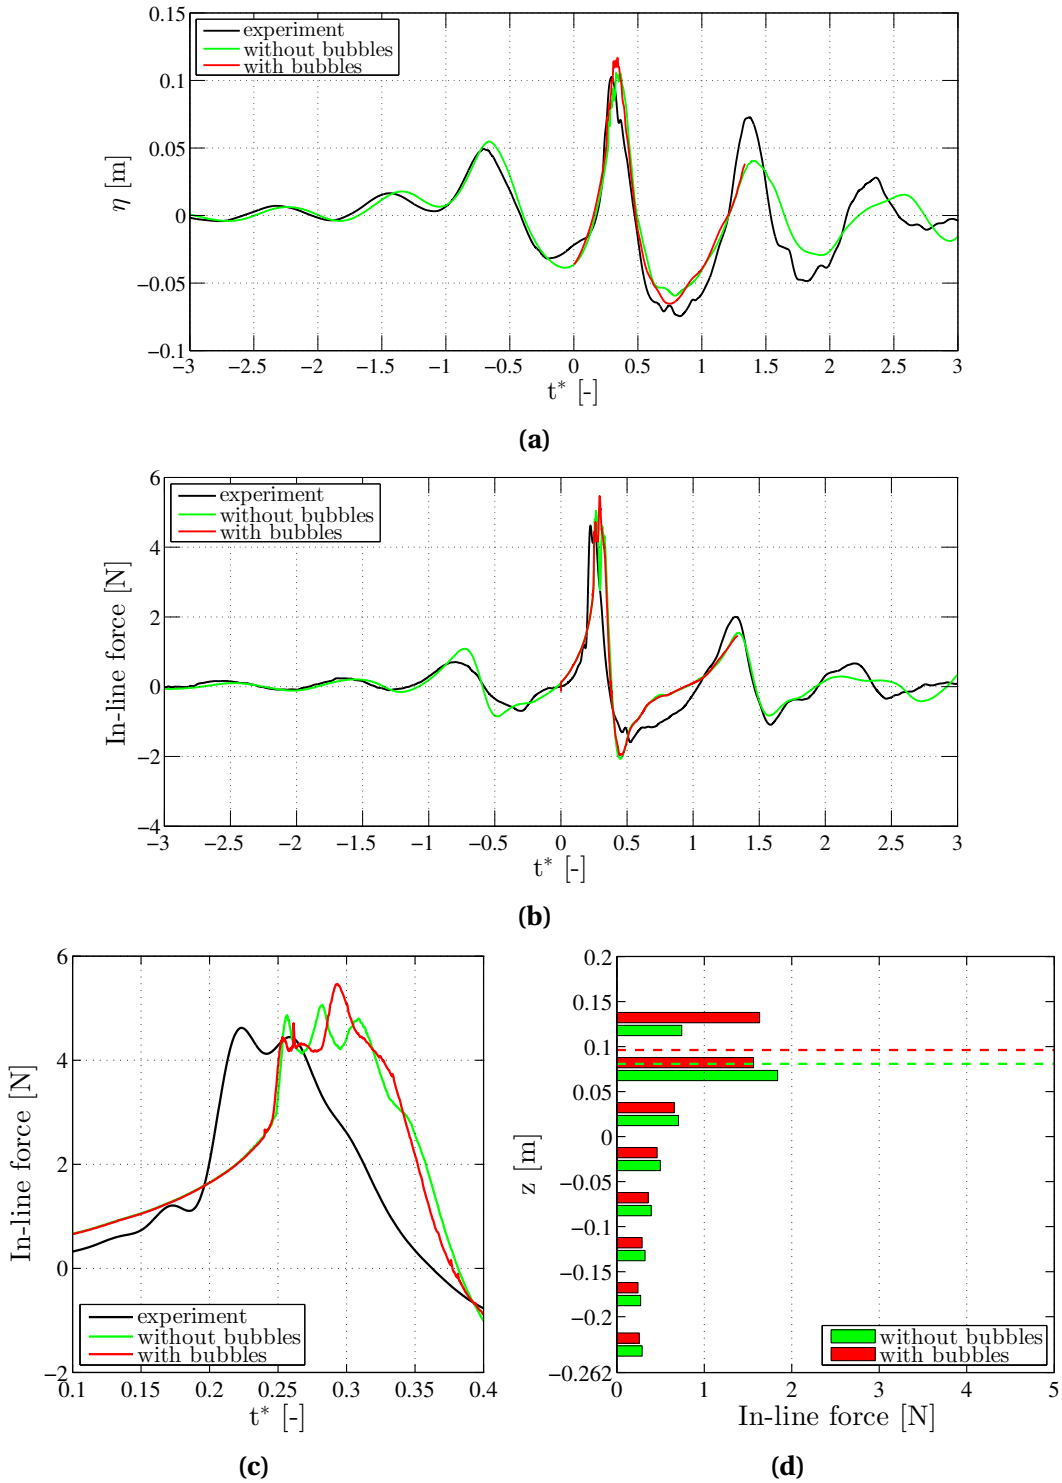 0.15
0.1
0.05
0
−0.05
−0.1
η [m]
experiment
without bubbles
with bubbles
−3 −2.5 −2 −1.5 −1 −0.5 0 0.5 1 1.5 2 2.5 3
t* [-]
(a)
6
4
2
0
−2
−4
In-line force [N]
experiment
without bubbles
with bubbles
−3 −2.5 −2 −1.5 −1 −0.5 0 0.5 1 1.5 2 2.5 3
t* [-]
(b)
6
4
2
0
−2
In-line force [N]
experiment
without bubbles
with bubbles
0.1 0.15 0.2 0.25 0.3 0.35 0.4
t* [-]
(c)
0.2
0.15
0.1
0.05
0
−0.05
−0.1
−0.15
−0.2
−0.262
z [m]
without bubbles
with bubbles
0 1 2 3 4 5
In-line force [N]
(d)